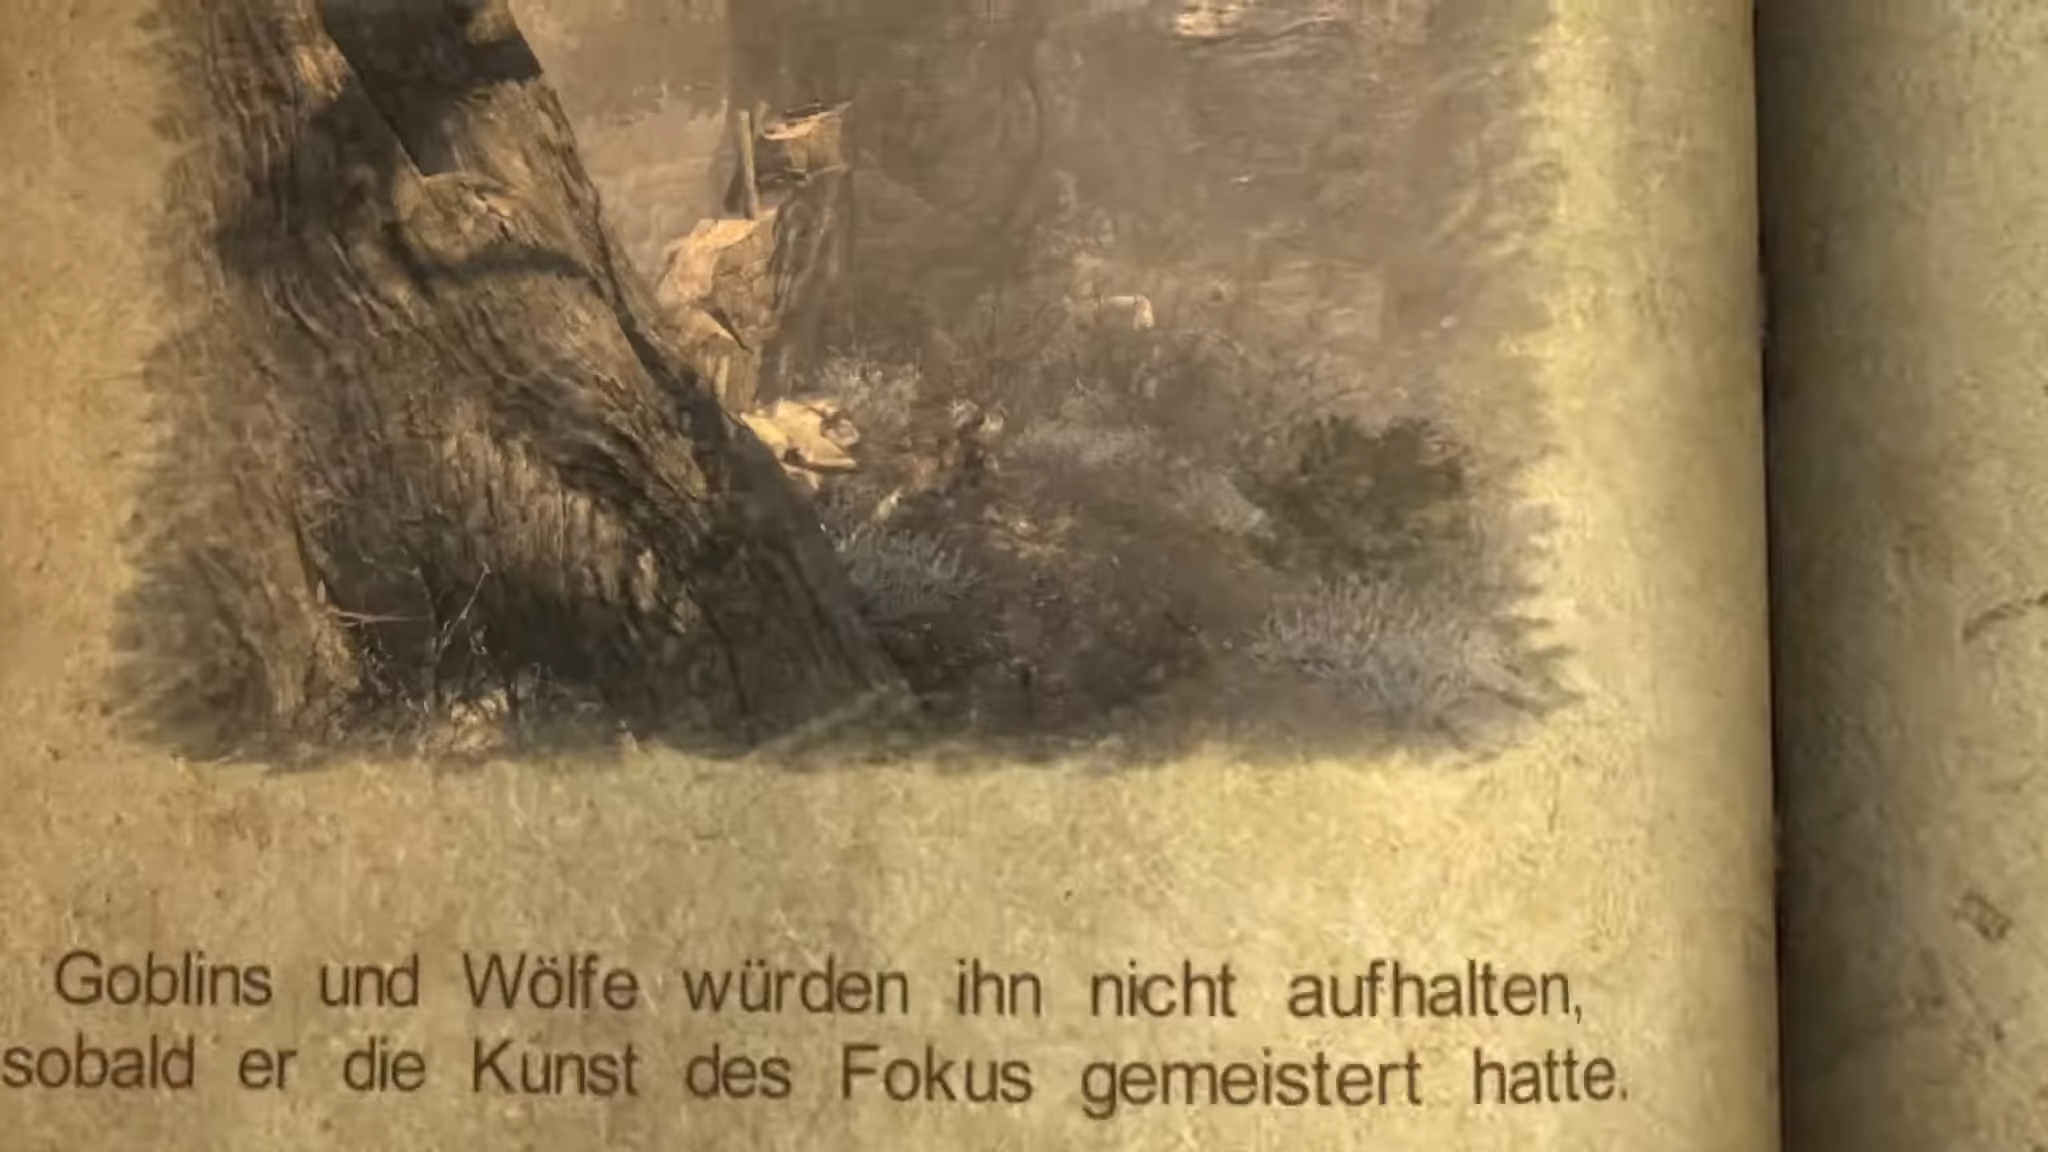 Goblins und Wölfe würden ihn nicht aufhalten,
sobald er die Kunst des Fokus gemeistert hatte.